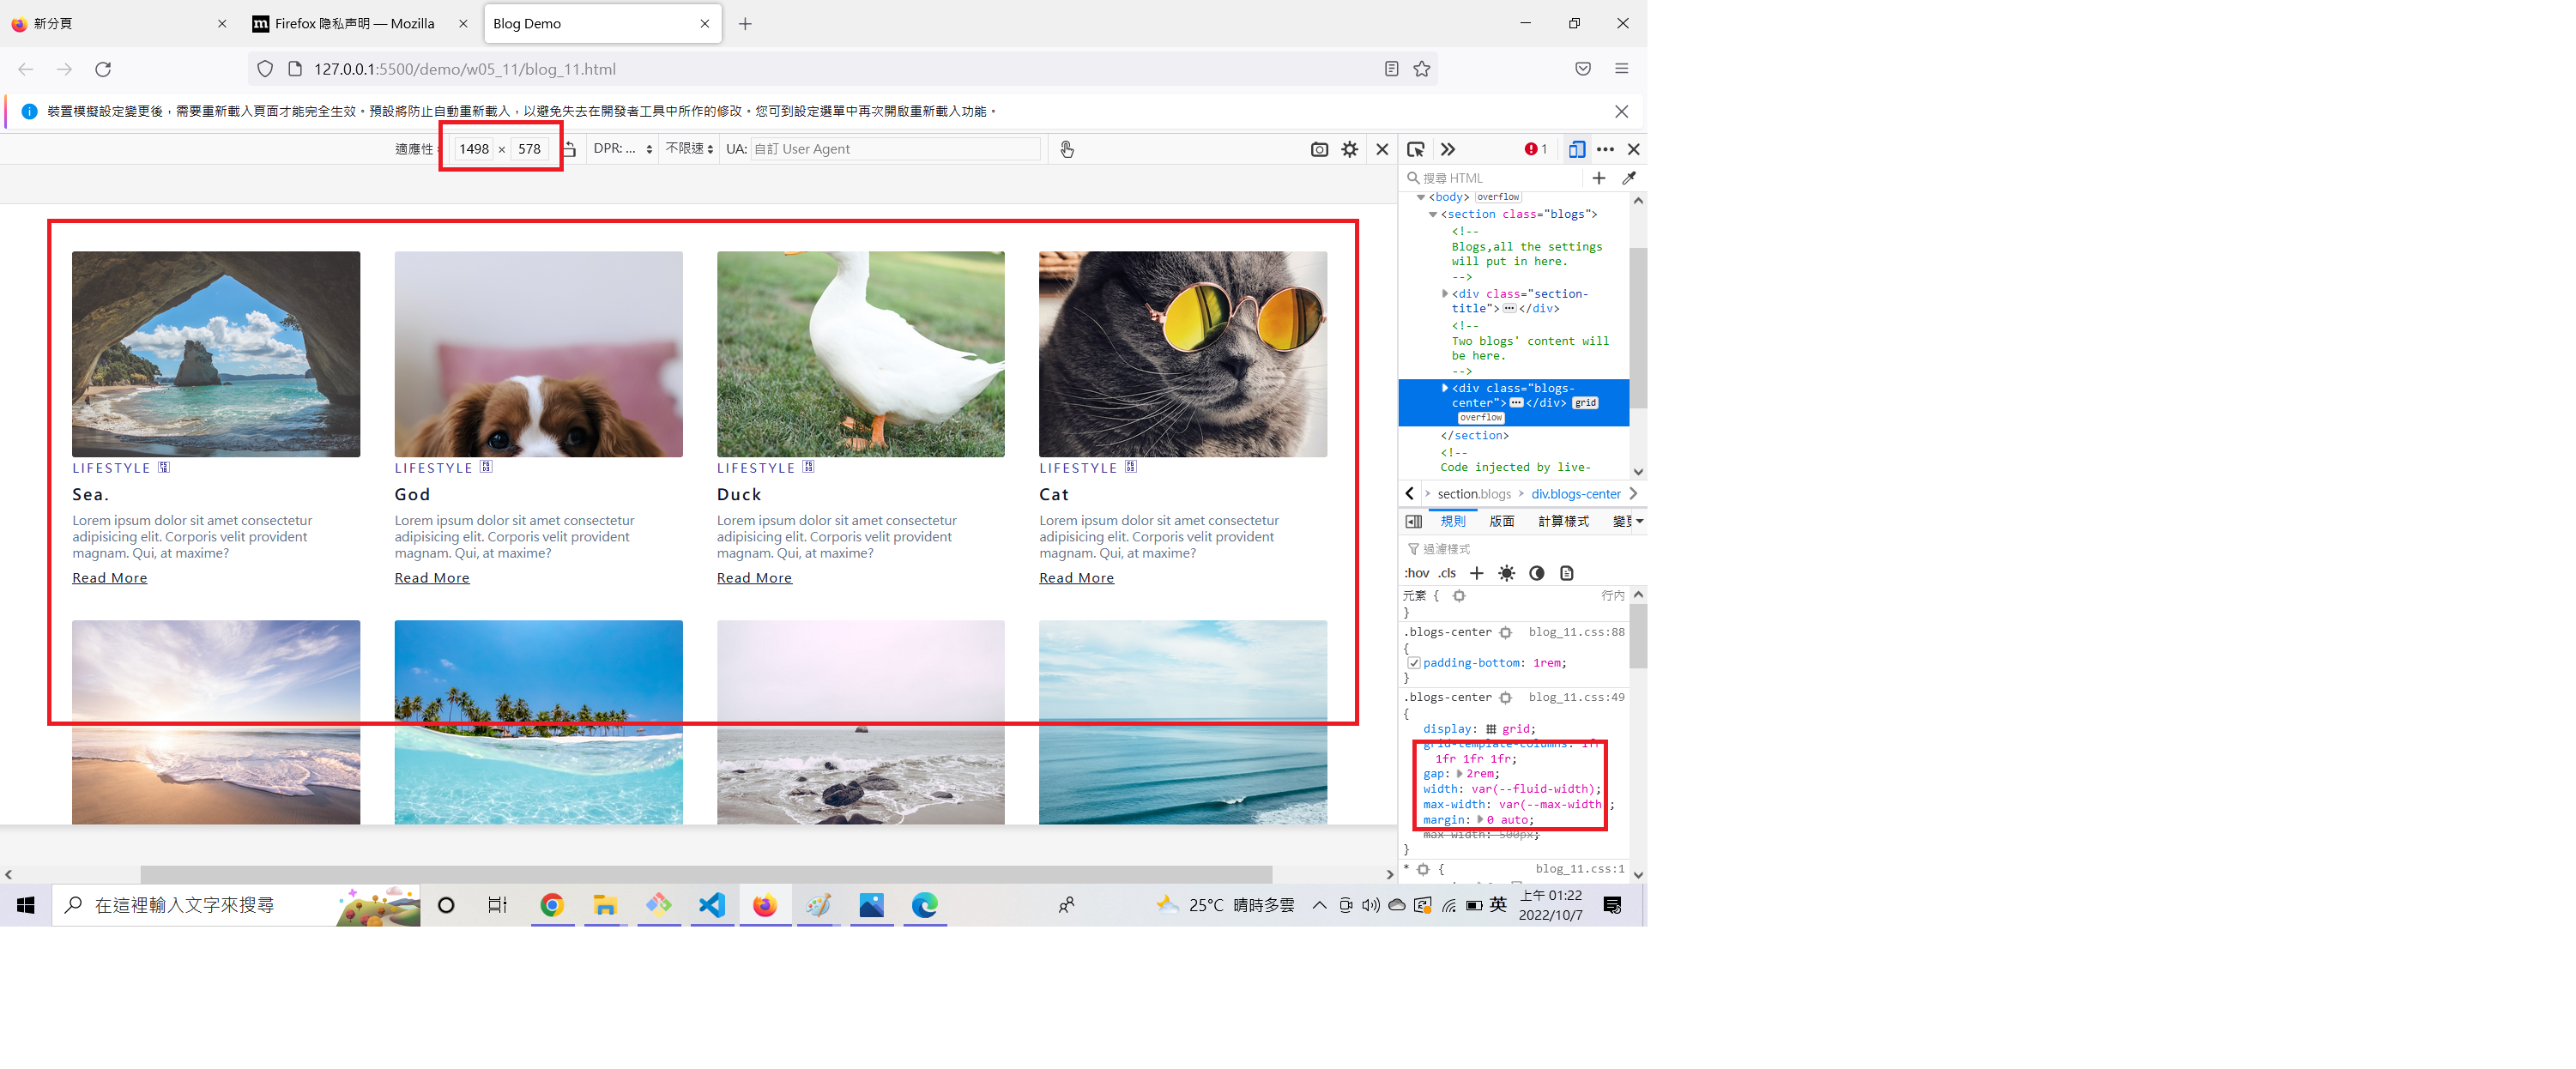 新分頁
Firefox 隐私声明 — Mozilla
Blog Demo
127.0.0.1:5500/demo/w05_11/blog_11.html
裝置模擬設定變更後，需要重新載入頁面才能完全生效。預設將防止自動重新載入，以避免失去在開發者工具中所作的修改。您可到設定選單中再次開啟重新載入功能。
適應性 1498 × 578 DPR: ... 不限速 UA: 自訂 User Agent
1
搜尋 HTML
<body> overflow
<section class="blogs">
<!--
Blogs,all the settings
will put in here.
-->
<div class="section-
title"> </div>
<!--
Two blogs' content will
be here.
-->
<div class="blogs-
center"> </div> grid
overflow
</section>
<!--
Code injected by live-
section.blogs div.blogs-center
規則 版面 計算樣式
過濾樣式
:hov .cls
元素 { 行內
}
.blogs-center blog_11.css:88
{
padding-bottom: 1rem;
}
.blogs-center blog_11.css:49
{
display: grid;
grid-template-columns: 1fr
1fr 1fr 1fr;
gap: 2rem;
width: var(--fluid-width);
max-width: var(--max-width;
margin: 0 auto;
max-width: 500px;
}
* { blog_11.css:1
LIFESTYLE
Sea.
Lorem ipsum dolor sit amet consectetur
adipisicing elit. Corporis velit provident
magnam. Qui, at maxime?
Read More
LIFESTYLE
God
Lorem ipsum dolor sit amet consectetur
adipisicing elit. Corporis velit provident
magnam. Qui, at maxime?
Read More
LIFESTYLE
Duck
Lorem ipsum dolor sit amet consectetur
adipisicing elit. Corporis velit provident
magnam. Qui, at maxime?
Read More
LIFESTYLE
Cat
Lorem ipsum dolor sit amet consectetur
adipisicing elit. Corporis velit provident
magnam. Qui, at maxime?
Read More
在這裡輸入文字來搜尋
25°C 晴時多雲
英
上午 01:22
2022/10/7